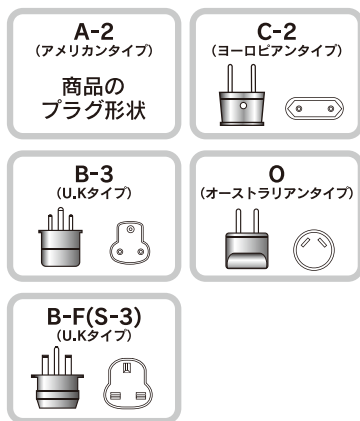 A-2
(アメリカンタイプ)
商品の
プラグ形状
C-2
(ヨーロピアンタイプ)
B-3
(U.Kタイプ)
O
(オーストラリアンタイプ)
B-F(S-3)
(U.Kタイプ)